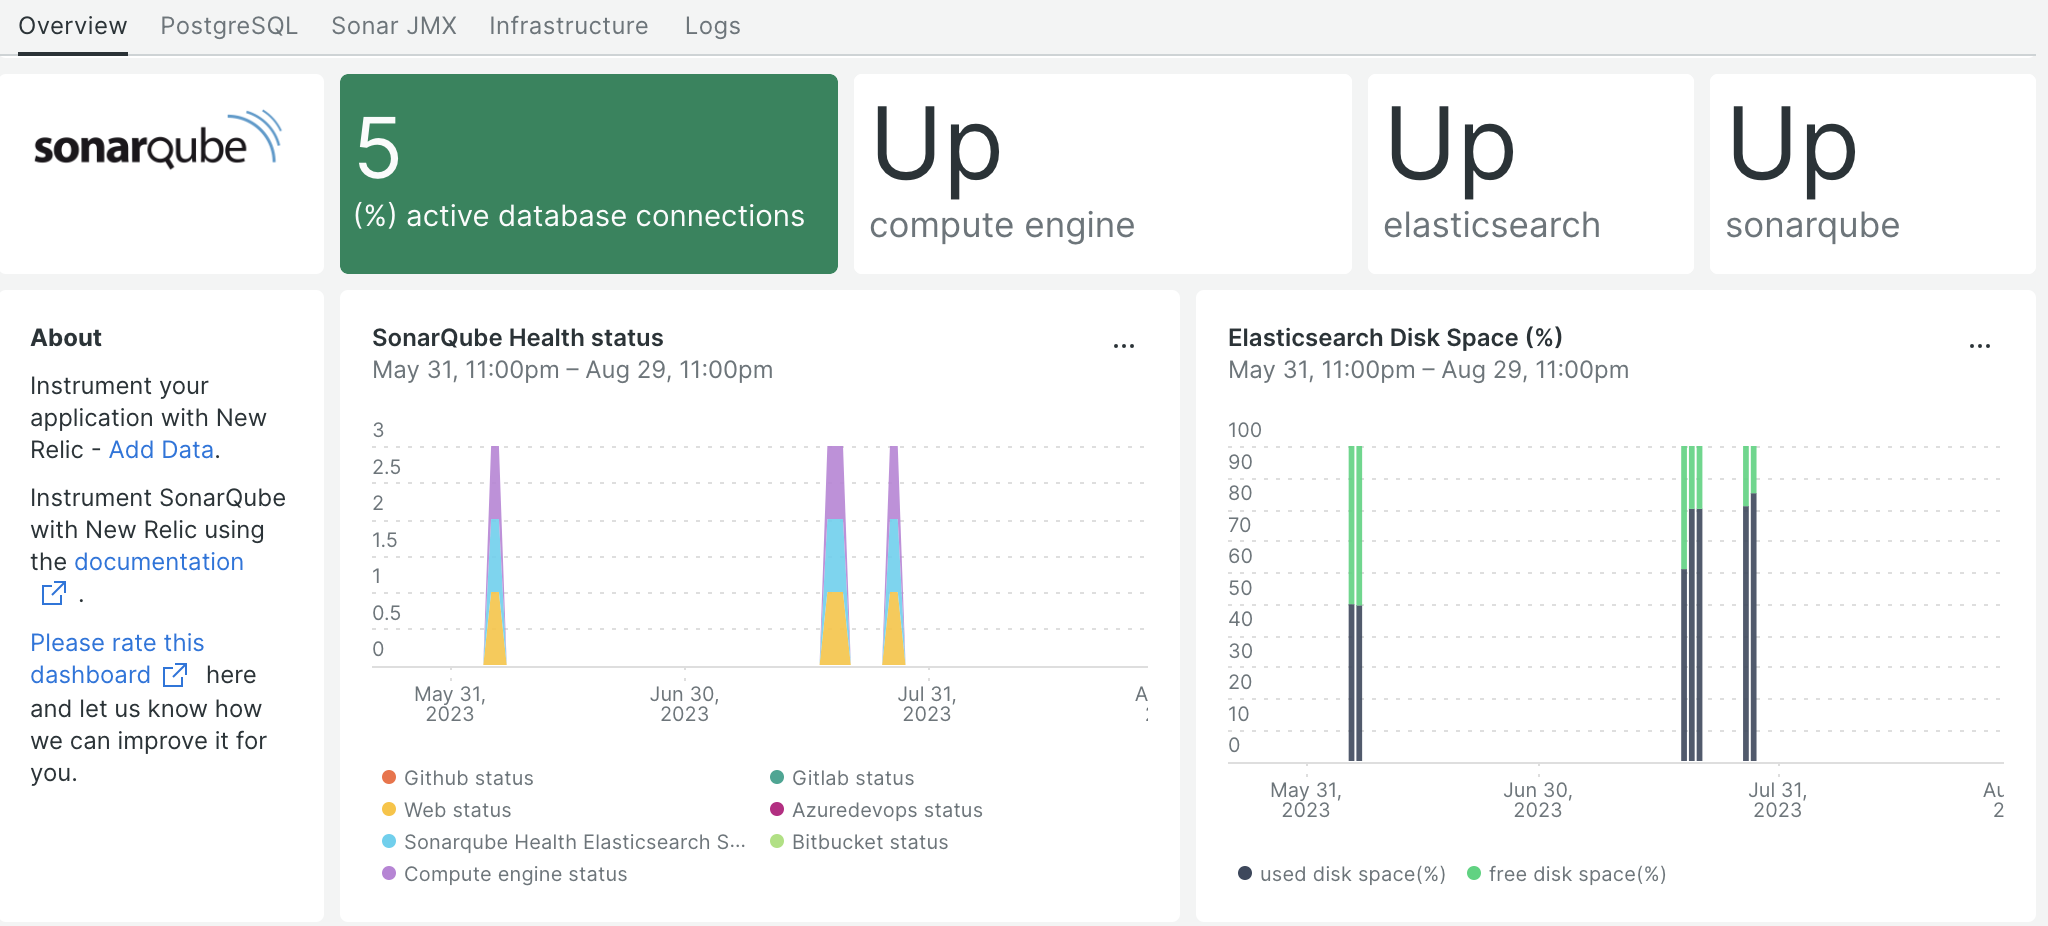 Overview PostgreSQL Sonar JMX Infrastructure Logs
sonarqube
5
(%) active database connections
Up
compute engine
Up
elasticsearch
Up
sonarqube
About
Instrument your
application with New
Relic - Add Data.
Instrument SonarQube
with New Relic using
the documentation
.
Please rate this
dashboard here
and let us know how
we can improve it for
you.
SonarQube Health status
...
May 31, 11:00pm – Aug 29, 11:00pm
3
2.5
2
1.5
1
0.5
0
May 31, Jun 30, Jul 31, A
2023 2023 2023
Github status
Web status
Sonarqube Health Elasticsearch S...
Compute engine status
Gitlab status
Azuredevops status
Bitbucket status
Elasticsearch Disk Space (%)
...
May 31, 11:00pm – Aug 29, 11:00pm
100
90
80
70
60
50
40
30
20
10
0
May 31, Jun 30, Jul 31, Au
2023 2023 2023 2
used disk space(%) free disk space(%)